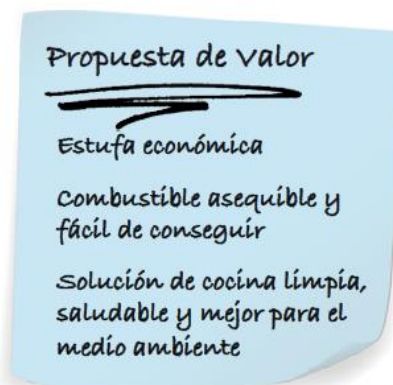 Propuesta de Valor
Estufa económica
Combustible asequible y
fácil de conseguir
Solución de cocina limpia,
saludable y mejor para el
medio ambiente